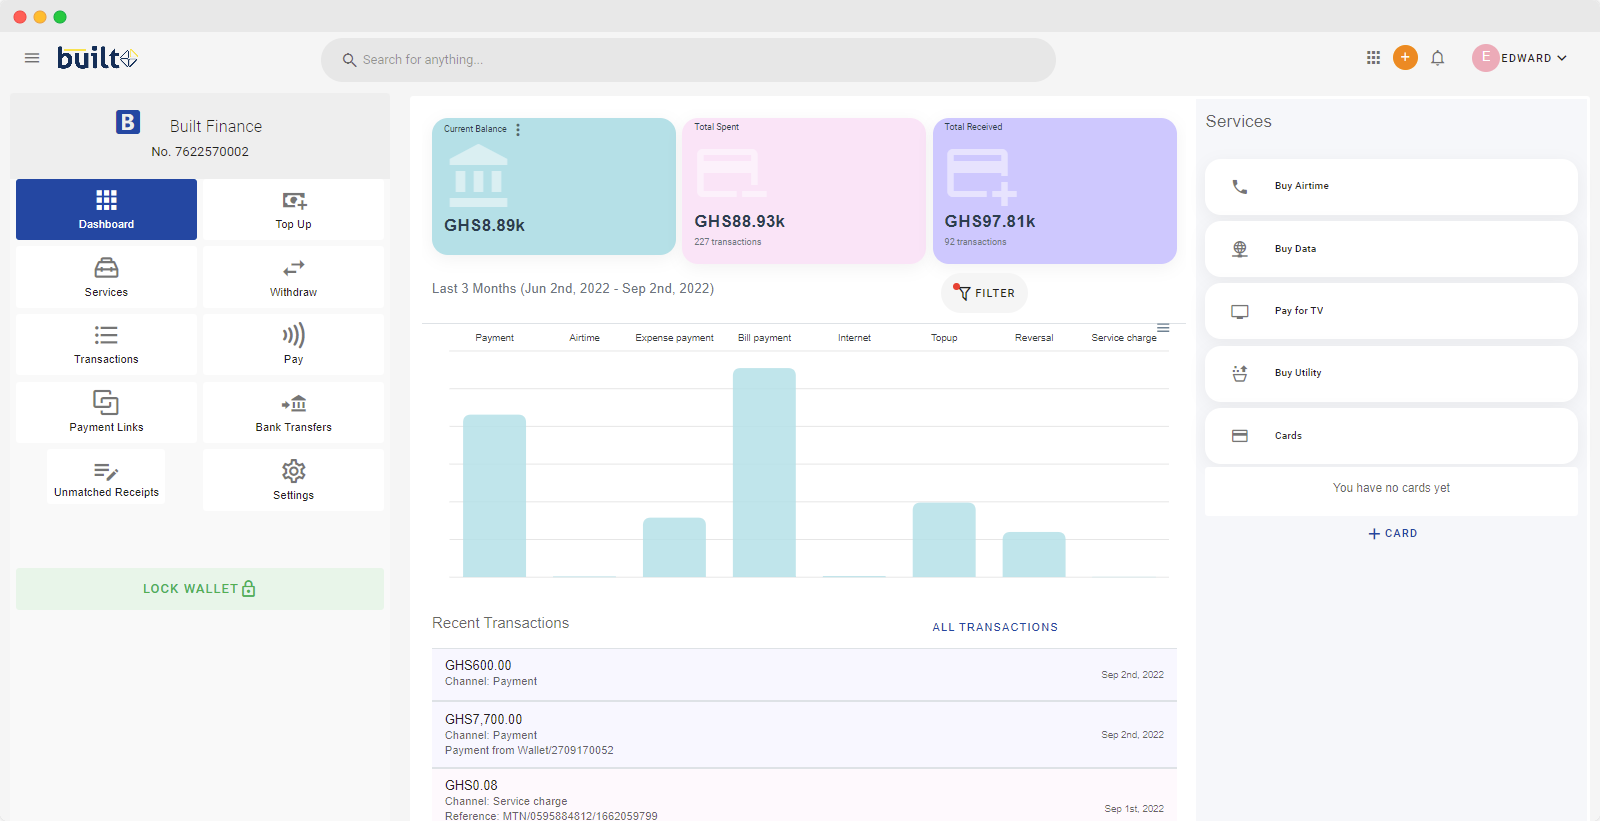 built
Search for anything...
+
E
EDWARD
B
Built Finance
No. 7622570002
Dashboard
Top Up
Services
Withdraw
Transactions
Pay
Payment Links
Bank Transfers
Unmatched Receipts
Settings
LOCK WALLET
Current Balance
GHS8.89k
Total Spent
GHS88.93k
227 transactions
Total Received
GHS97.81k
92 transactions
Last 3 Months (Jun 2nd, 2022 - Sep 2nd, 2022)
FILTER
Payment
Airtime
Expense payment
Bill payment
Internet
Topup
Reversal
Service charge
Recent Transactions
ALL TRANSACTIONS
GHS600.00
Channel: Payment
Sep 2nd, 2022
GHS7,700.00
Channel: Payment
Payment from Wallet/2709170052
Sep 2nd, 2022
GHS0.08
Channel: Service charge
Reference: MTN/0595884812/1662059799
Sep 1st, 2022
Services
Buy Airtime
Buy Data
Pay for TV
Buy Utility
Cards
You have no cards yet
+ CARD